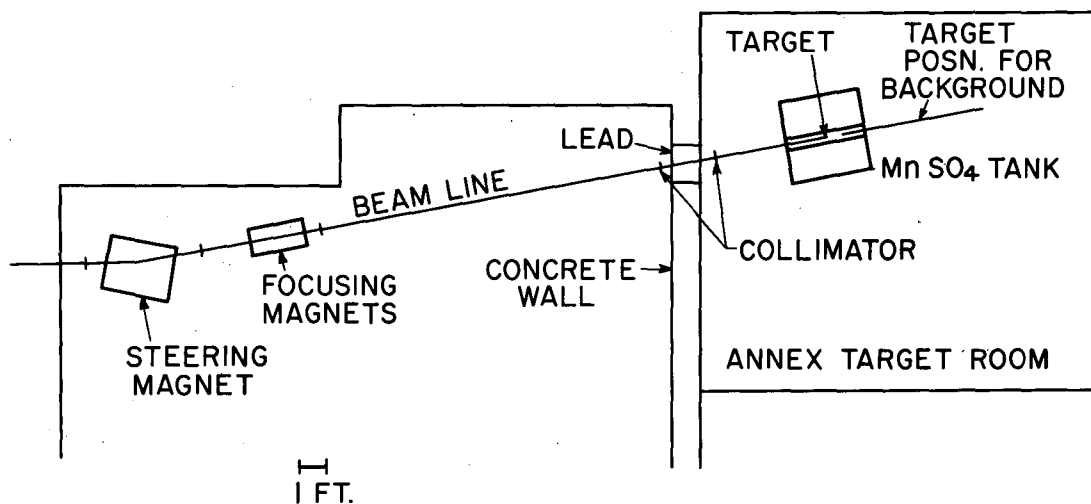 TARGET
TARGET
POSN. FOR
BACKGROUND
LEAD
Mn SO4 TANK
BEAM LINE
COLLIMATOR
FOCUSING
MAGNETS
CONCRETE
WALL
STEERING
MAGNET
ANNEX TARGET ROOM
1 FT.